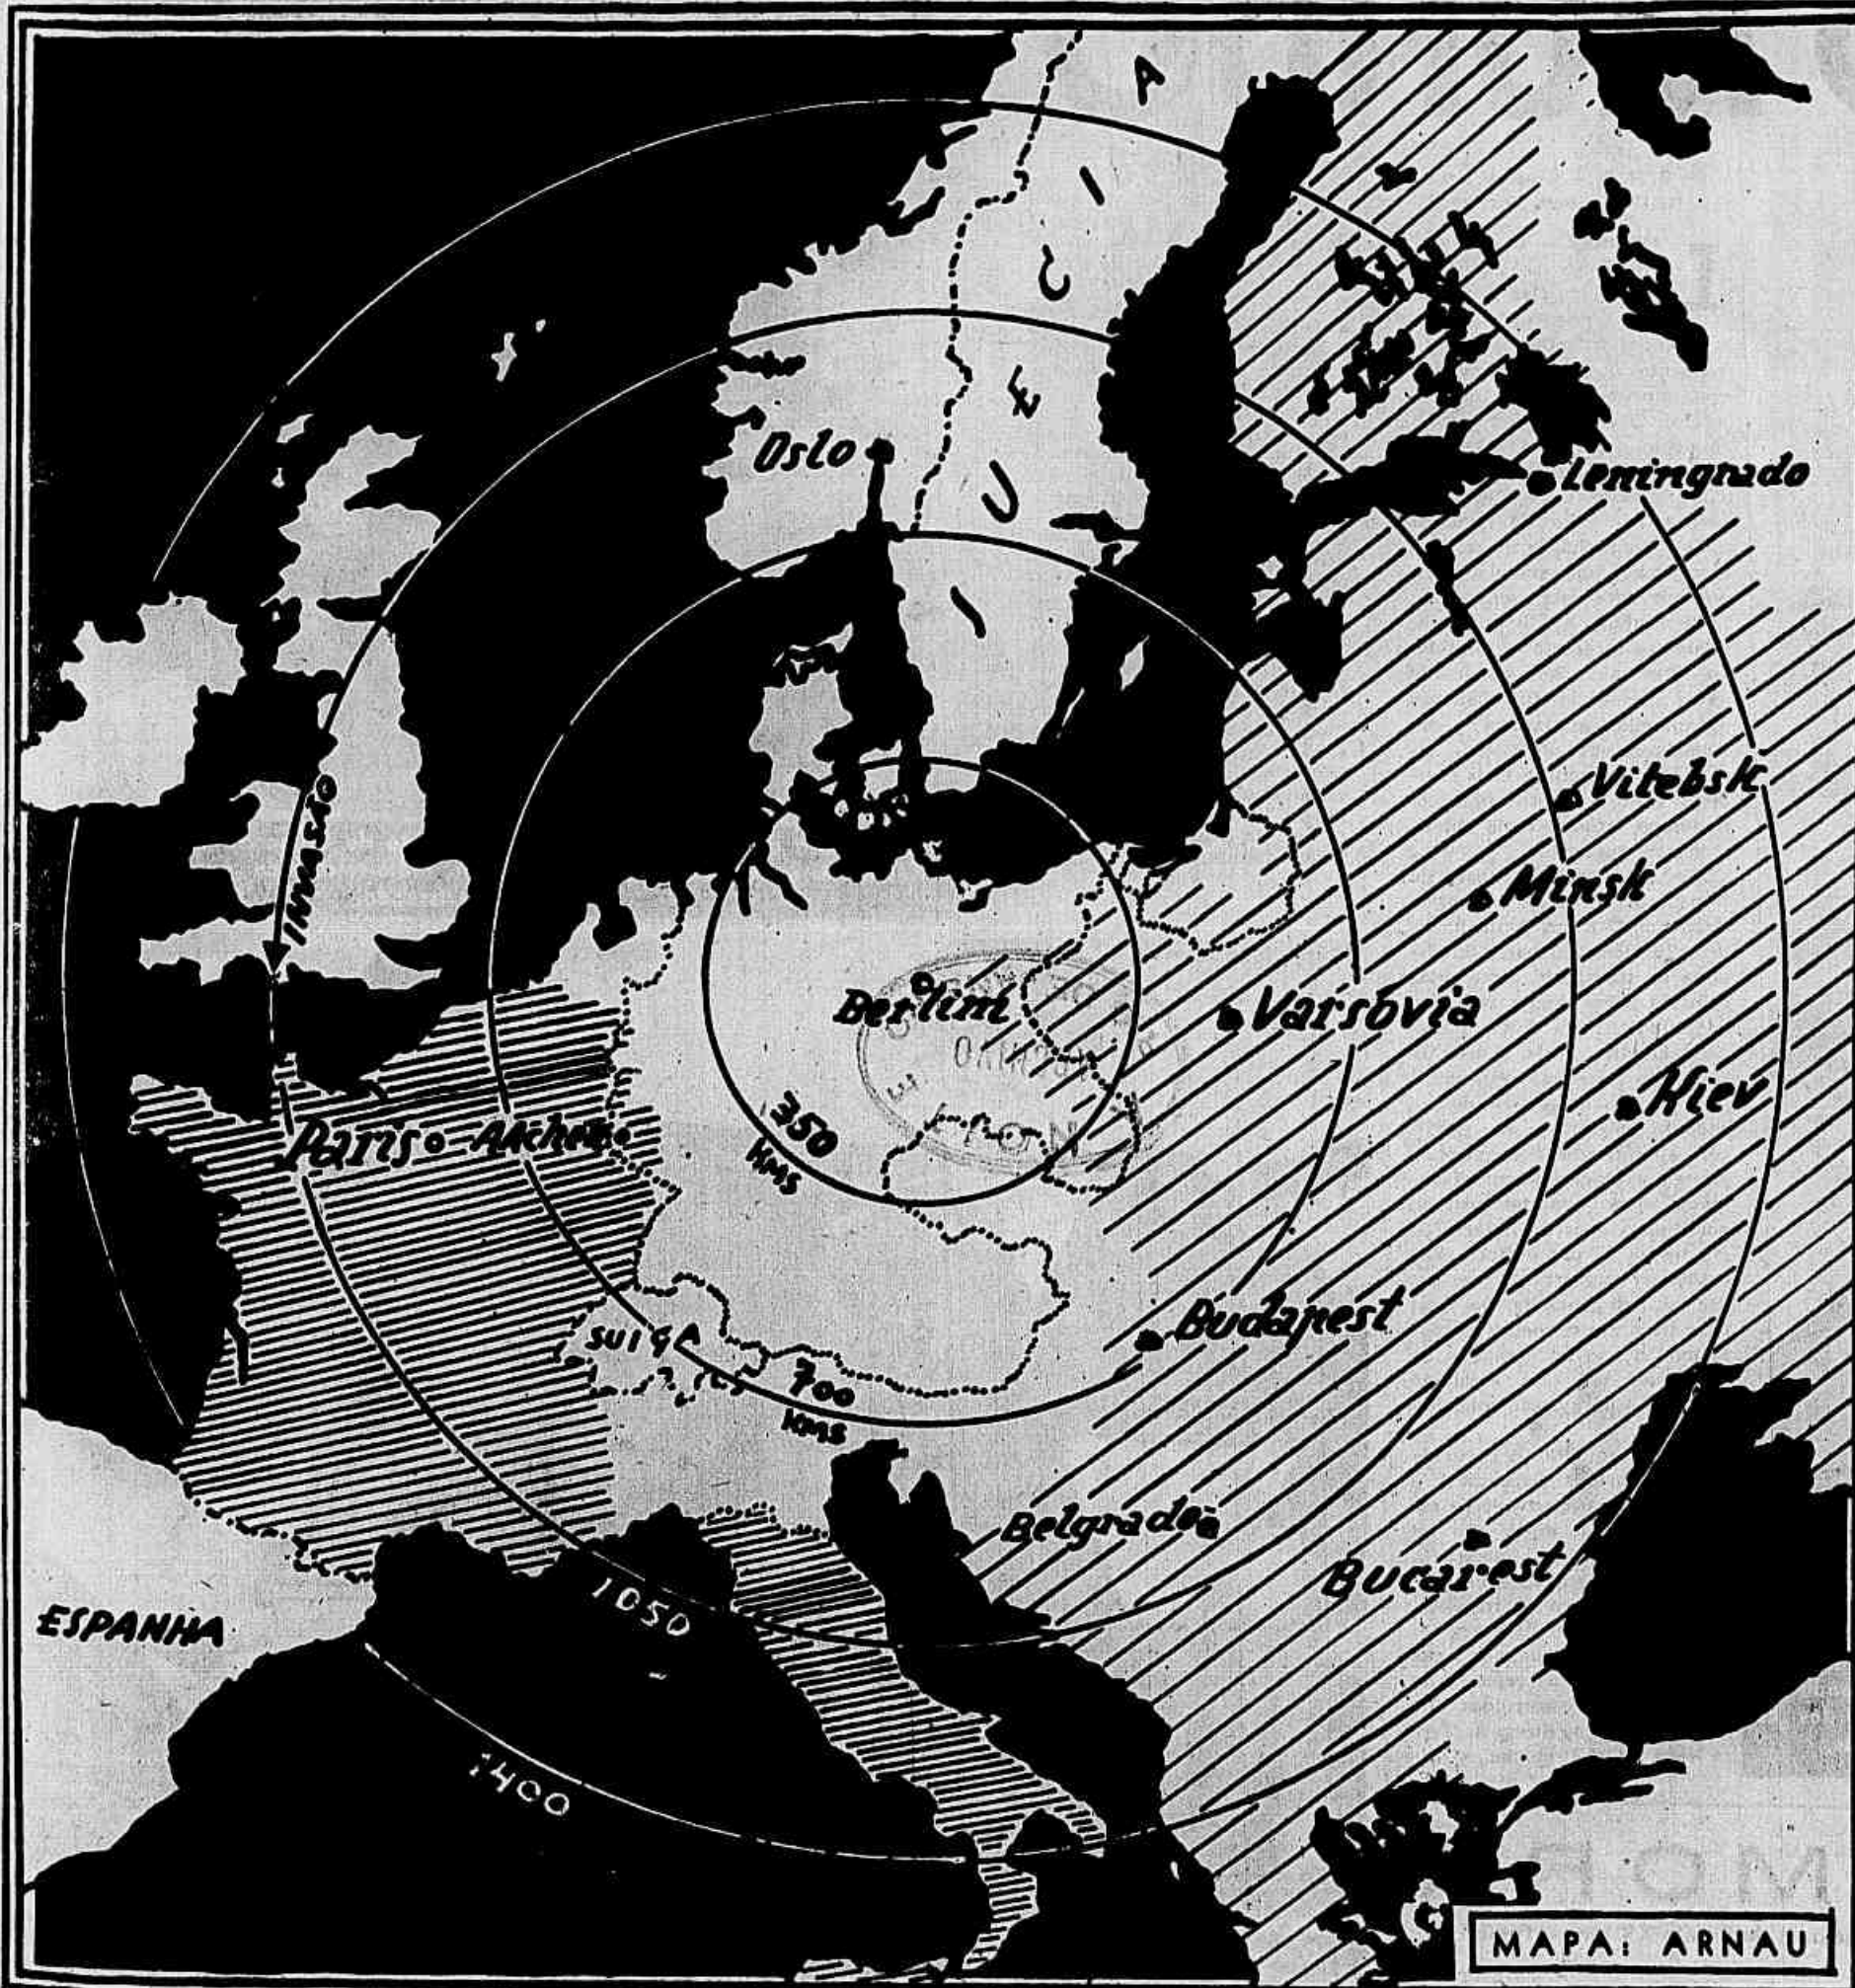 SUÉCIA
Oslo
Leningrado
INVASÃO
Vitebsk
Minsk
Berlim
Varsovia
350
KMS
Kiev
Paris
Aachen
Budapest
SUIÇA
700
KMS
Belgrado
Bucarest
1050
ESPANHA
1400
MAPA: ARNAU